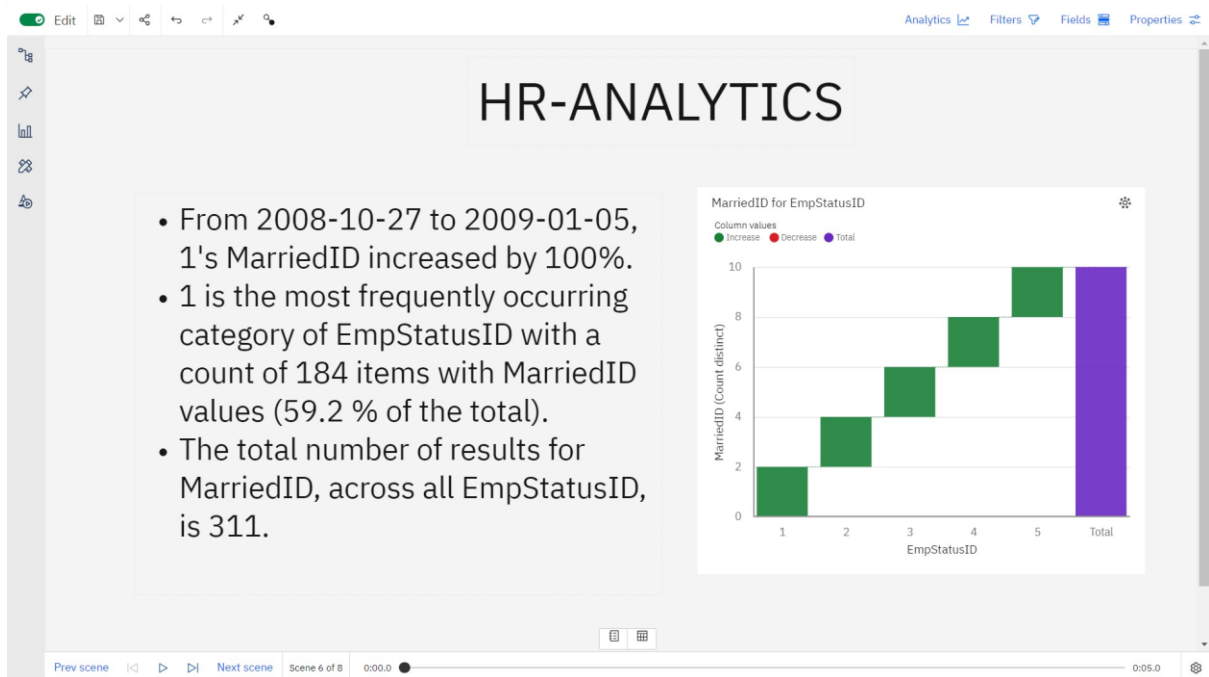 Edit
Analytics
Filters
Fields
Properties
HR-ANALYTICS
• From 2008-10-27 to 2009-01-05,
1's MarriedID increased by 100%.
• 1 is the most frequently occurring
category of EmpStatusID with a
count of 184 items with MarriedID
values (59.2 % of the total).
• The total number of results for
MarriedID, across all EmpStatusID,
is 311.
MarriedID for EmpStatusID
Column values
Increase Decrease Total
MarriedID (Count distinct)
10
8
6
4
2
0
1 2 3 4 5 Total
EmpStatusID
Prev scene
Next scene
Scene 6 of 8
0:00.0
0:05.0